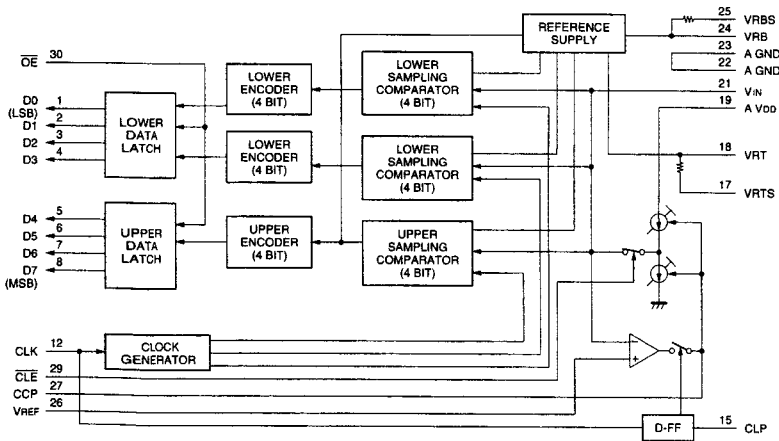 REFERENCE
SUPPLY
25 VRBS
24 VRB
23 A GND
22 A GND
21 VIN
19 A VDD
18 VRT
17 VRTS
OE 30
D0 1
(LSB)
D1 2
D2 3
D3 4
LOWER
DATA
LATCH
LOWER
ENCODER
(4 BIT)
LOWER
SAMPLING
COMPARATOR
(4 BIT)
LOWER
ENCODER
(4 BIT)
LOWER
SAMPLING
COMPARATOR
(4 BIT)
D4 5
D5 6
D6 7
D7 8
(MSB)
UPPER
DATA
LATCH
UPPER
ENCODER
(4 BIT)
UPPER
SAMPLING
COMPARATOR
(4 BIT)
CLK 12
CLOCK
GENERATOR
CLE 29
CCP 27
VREF 26
−
+
D-FF
15 CLP